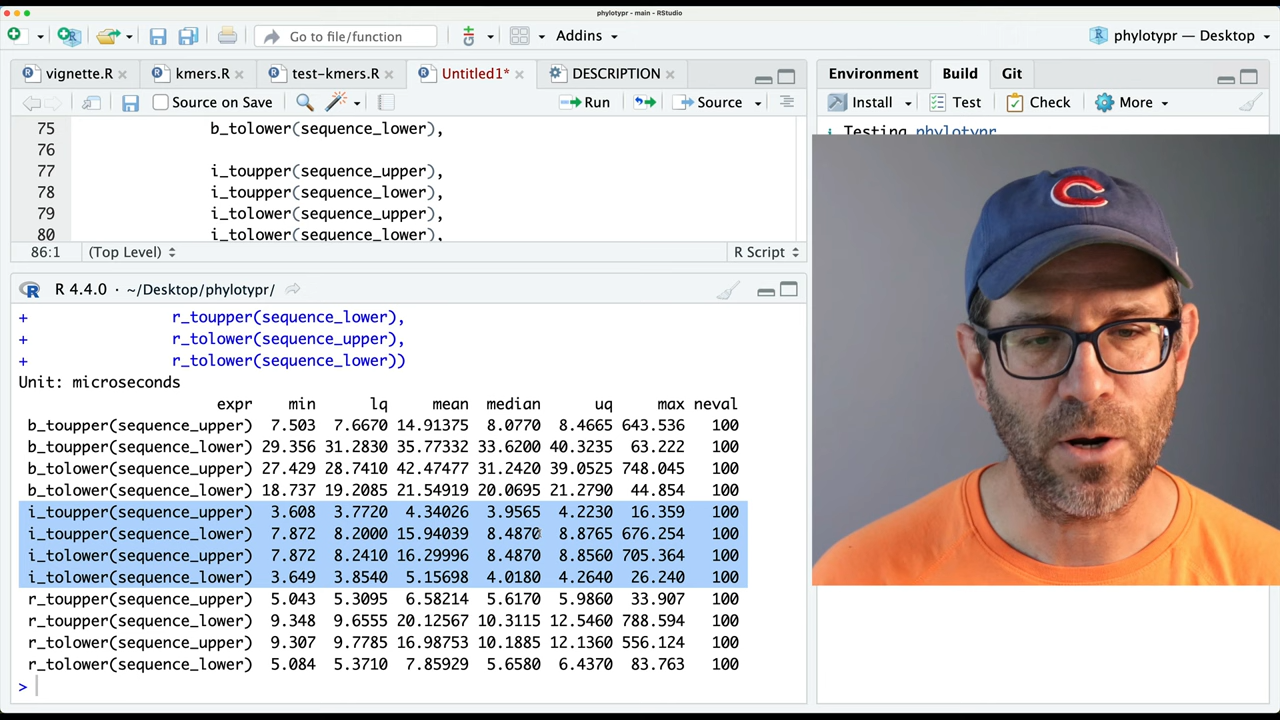 phylotypr - main - RStudio
Go to file/function
Addins
phylotypr — Desktop
vignette.R
kmers.R
test-kmers.R
Untitled1*
DESCRIPTION
Environment
Build
Git
Source on Save
Run
Source
Install
Test
Check
More
75 b_tolower(sequence_lower),
76
77 i_toupper(sequence_upper),
78 i_toupper(sequence_lower),
79 i_tolower(sequence_upper),
80 i_tolower(sequence_lower),
i Testing phylotypr
86:1 (Top Level) R Script
R 4.4.0 · ~/Desktop/phylotypr/
+ r_toupper(sequence_lower),
+ r_tolower(sequence_upper),
+ r_tolower(sequence_lower))
Unit: microseconds
expr min lq mean median uq max neval
b_toupper(sequence_upper) 7.503 7.6670 14.91375 8.0770 8.4665 643.536 100
b_toupper(sequence_lower) 29.356 31.2830 35.77332 33.6200 40.3235 63.222 100
b_tolower(sequence_upper) 27.429 28.7410 42.47477 31.2420 39.0525 748.045 100
b_tolower(sequence_lower) 18.737 19.2085 21.54919 20.0695 21.2790 44.854 100
i_toupper(sequence_upper) 3.608 3.7720 4.34026 3.9565 4.2230 16.359 100
i_toupper(sequence_lower) 7.872 8.2000 15.94039 8.4870 8.8765 676.254 100
i_tolower(sequence_upper) 7.872 8.2410 16.29996 8.4870 8.8560 705.364 100
i_tolower(sequence_lower) 3.649 3.8540 5.15698 4.0180 4.2640 26.240 100
r_toupper(sequence_upper) 5.043 5.3095 6.58214 5.6170 5.9860 33.907 100
r_toupper(sequence_lower) 9.348 9.6555 20.12567 10.3115 12.5460 788.594 100
r_tolower(sequence_upper) 9.307 9.7785 16.98753 10.1885 12.1360 556.124 100
r_tolower(sequence_lower) 5.084 5.3710 7.85929 5.6580 6.4370 83.763 100
>
C